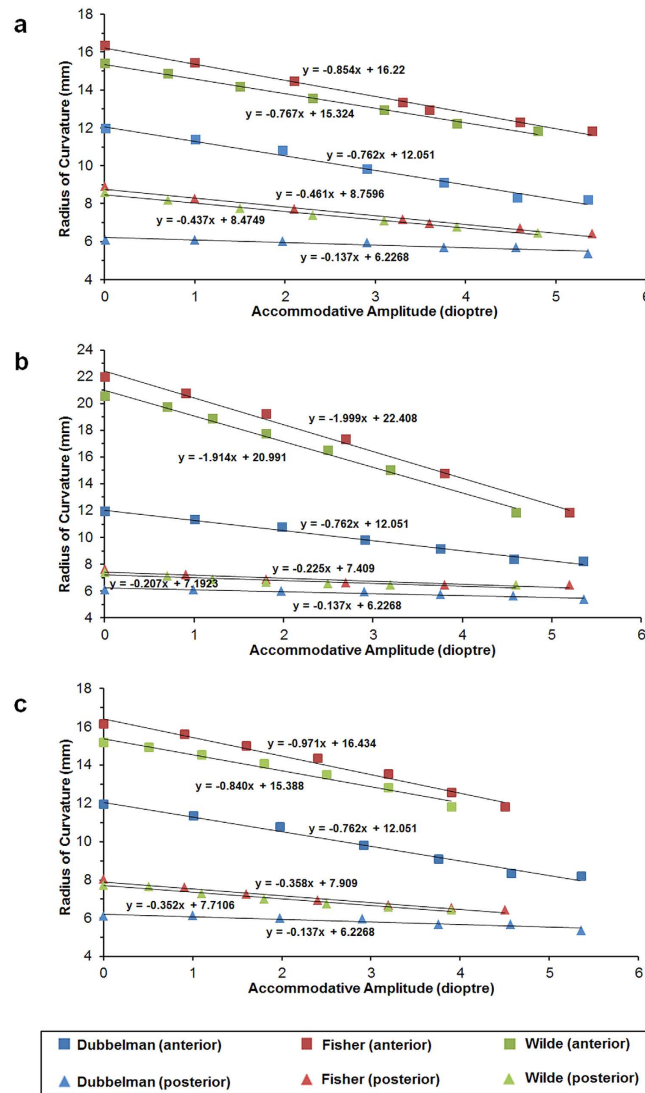 a
18
16
14
12
10
8
6
4
Radius of Curvature (mm)
y = -0.854x + 16.22
y = -0.767x + 15.324
y = -0.762x + 12.051
y = -0.461x + 8.7596
y = -0.437x + 8.4749
y = -0.137x + 6.2268
0 1 2 3 4 5 6
Accommodative Amplitude (dioptre)
b
24
22
20
18
16
14
12
10
8
6
4
Radius of Curvature (mm)
y = -1.999x + 22.408
y = -1.914x + 20.991
y = -0.762x + 12.051
y = -0.225x + 7.409
y = -0.207x + 7.1923
y = -0.137x + 6.2268
0 1 2 3 4 5 6
Accommodative Amplitude (dioptre)
c
18
16
14
12
10
8
6
4
Radius of Curvature (mm)
y = -0.971x + 16.434
y = -0.840x + 15.388
y = -0.762x + 12.051
y = -0.358x + 7.909
y = -0.352x + 7.7106
y = -0.137x + 6.2268
0 1 2 3 4 5 6
Accommodative Amplitude (dioptre)
Dubbelman (anterior) Fisher (anterior) Wilde (anterior)
Dubbelman (posterior) Fisher (posterior) Wilde (posterior)